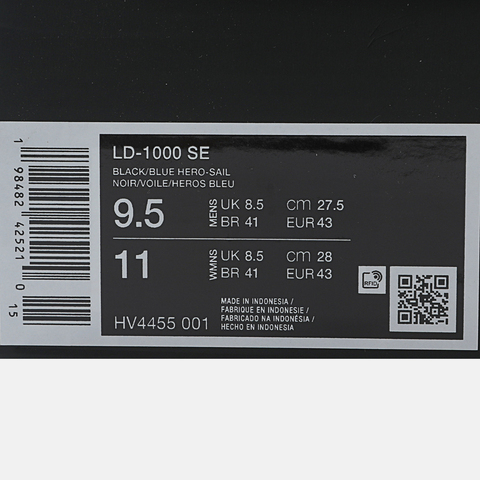 LD-1000 SE
BLACK/BLUE HERO-SAIL
NOIR/VOILE/HEROS BLEU
9.5 MENS UK 8.5 CM 27.5
BR 41 EUR 43
11 WMNS UK 8.5 CM 28
BR 41 EUR 43
MADE IN INDONESIA /
FABRIQUE EN INDONESIE /
FABRICADO NA INDONÉSIA /
HECHO EN INDONESIA
HV4455 001
RFID
1 98482 42521 0 15